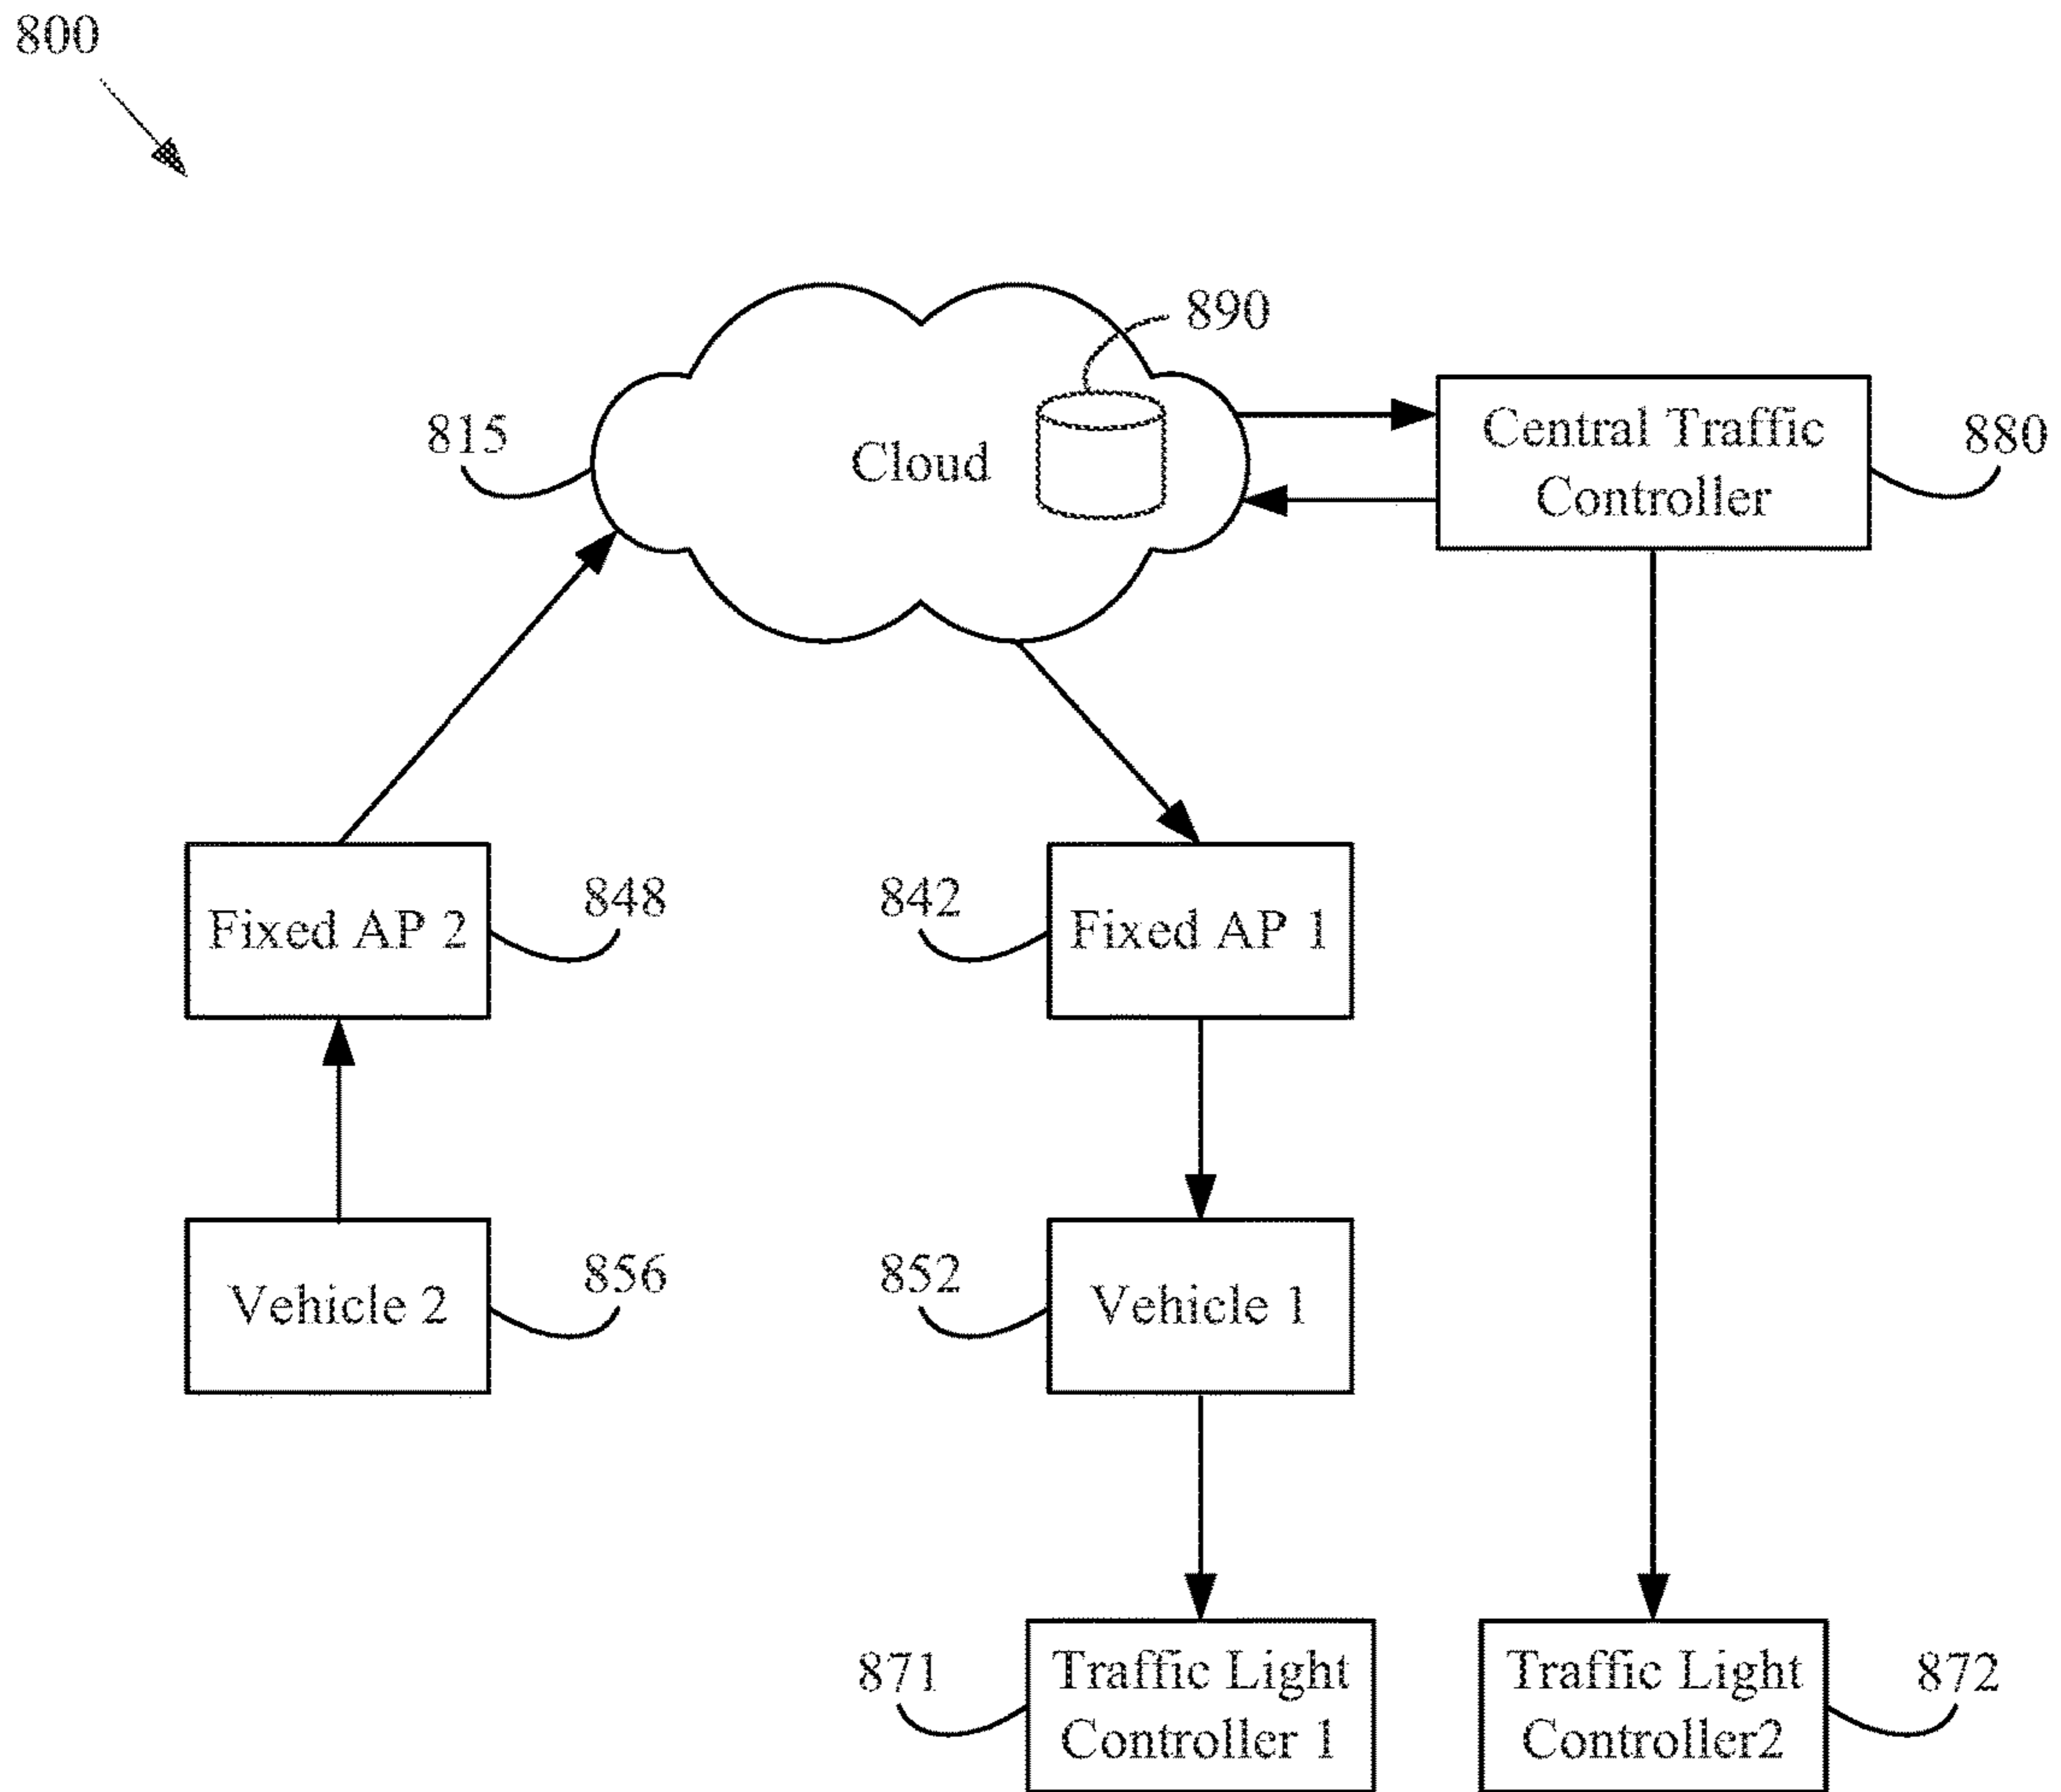 800
890
815
Cloud
Central Traffic
Controller
880
Fixed AP 2
848
842
Fixed AP 1
Vehicle 2
856
852
Vehicle 1
871
Traffic Light
Controller 1
Traffic Light
Controller2
872